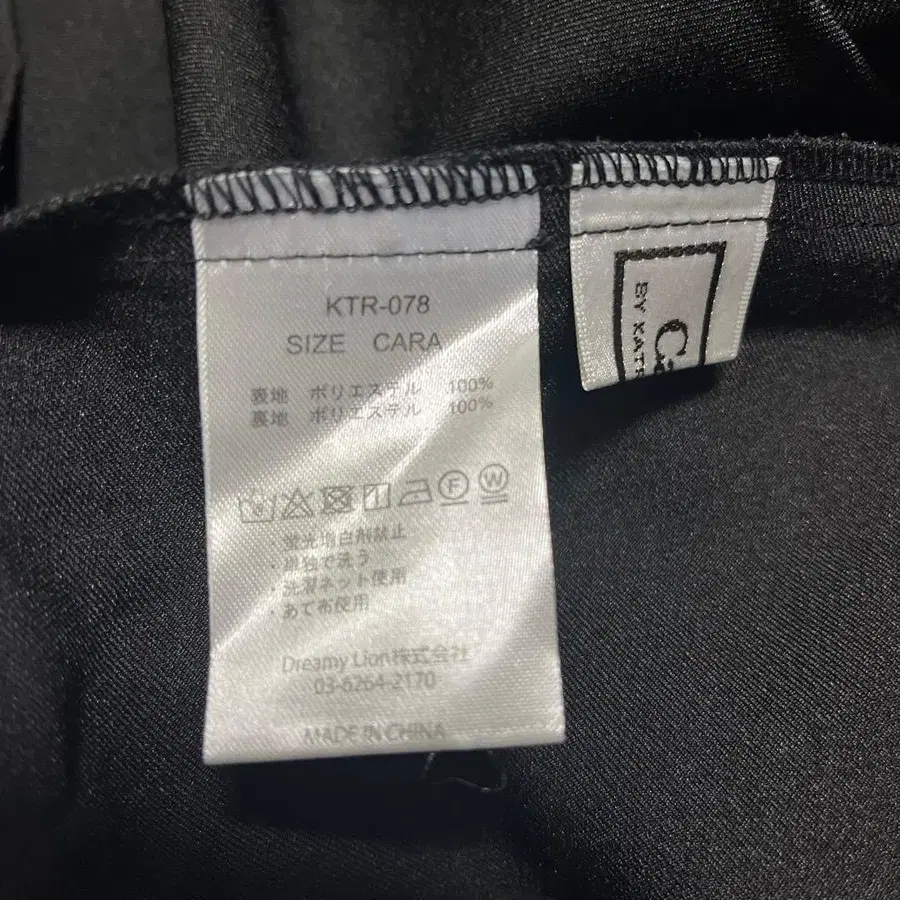 KTR-078
SIZE CARA
表地 ポリエステル 100%
裏地 ポリエステル 100%
F W
・蛍光増白剤禁止
・単独で洗う
・洗濯ネット使用
・あて布使用
Dreamy Lion株式会社
03-6264-2170
MADE IN CHINA
BY